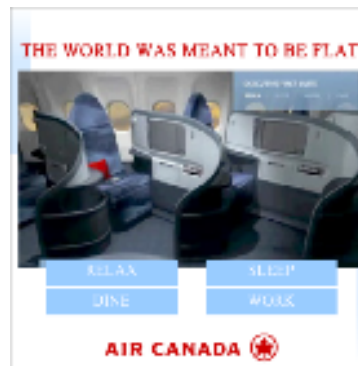 THE WORLD WAS MEANT TO BE FLAT
RELAX
SLEEP
DINE
WORK
AIR CANADA